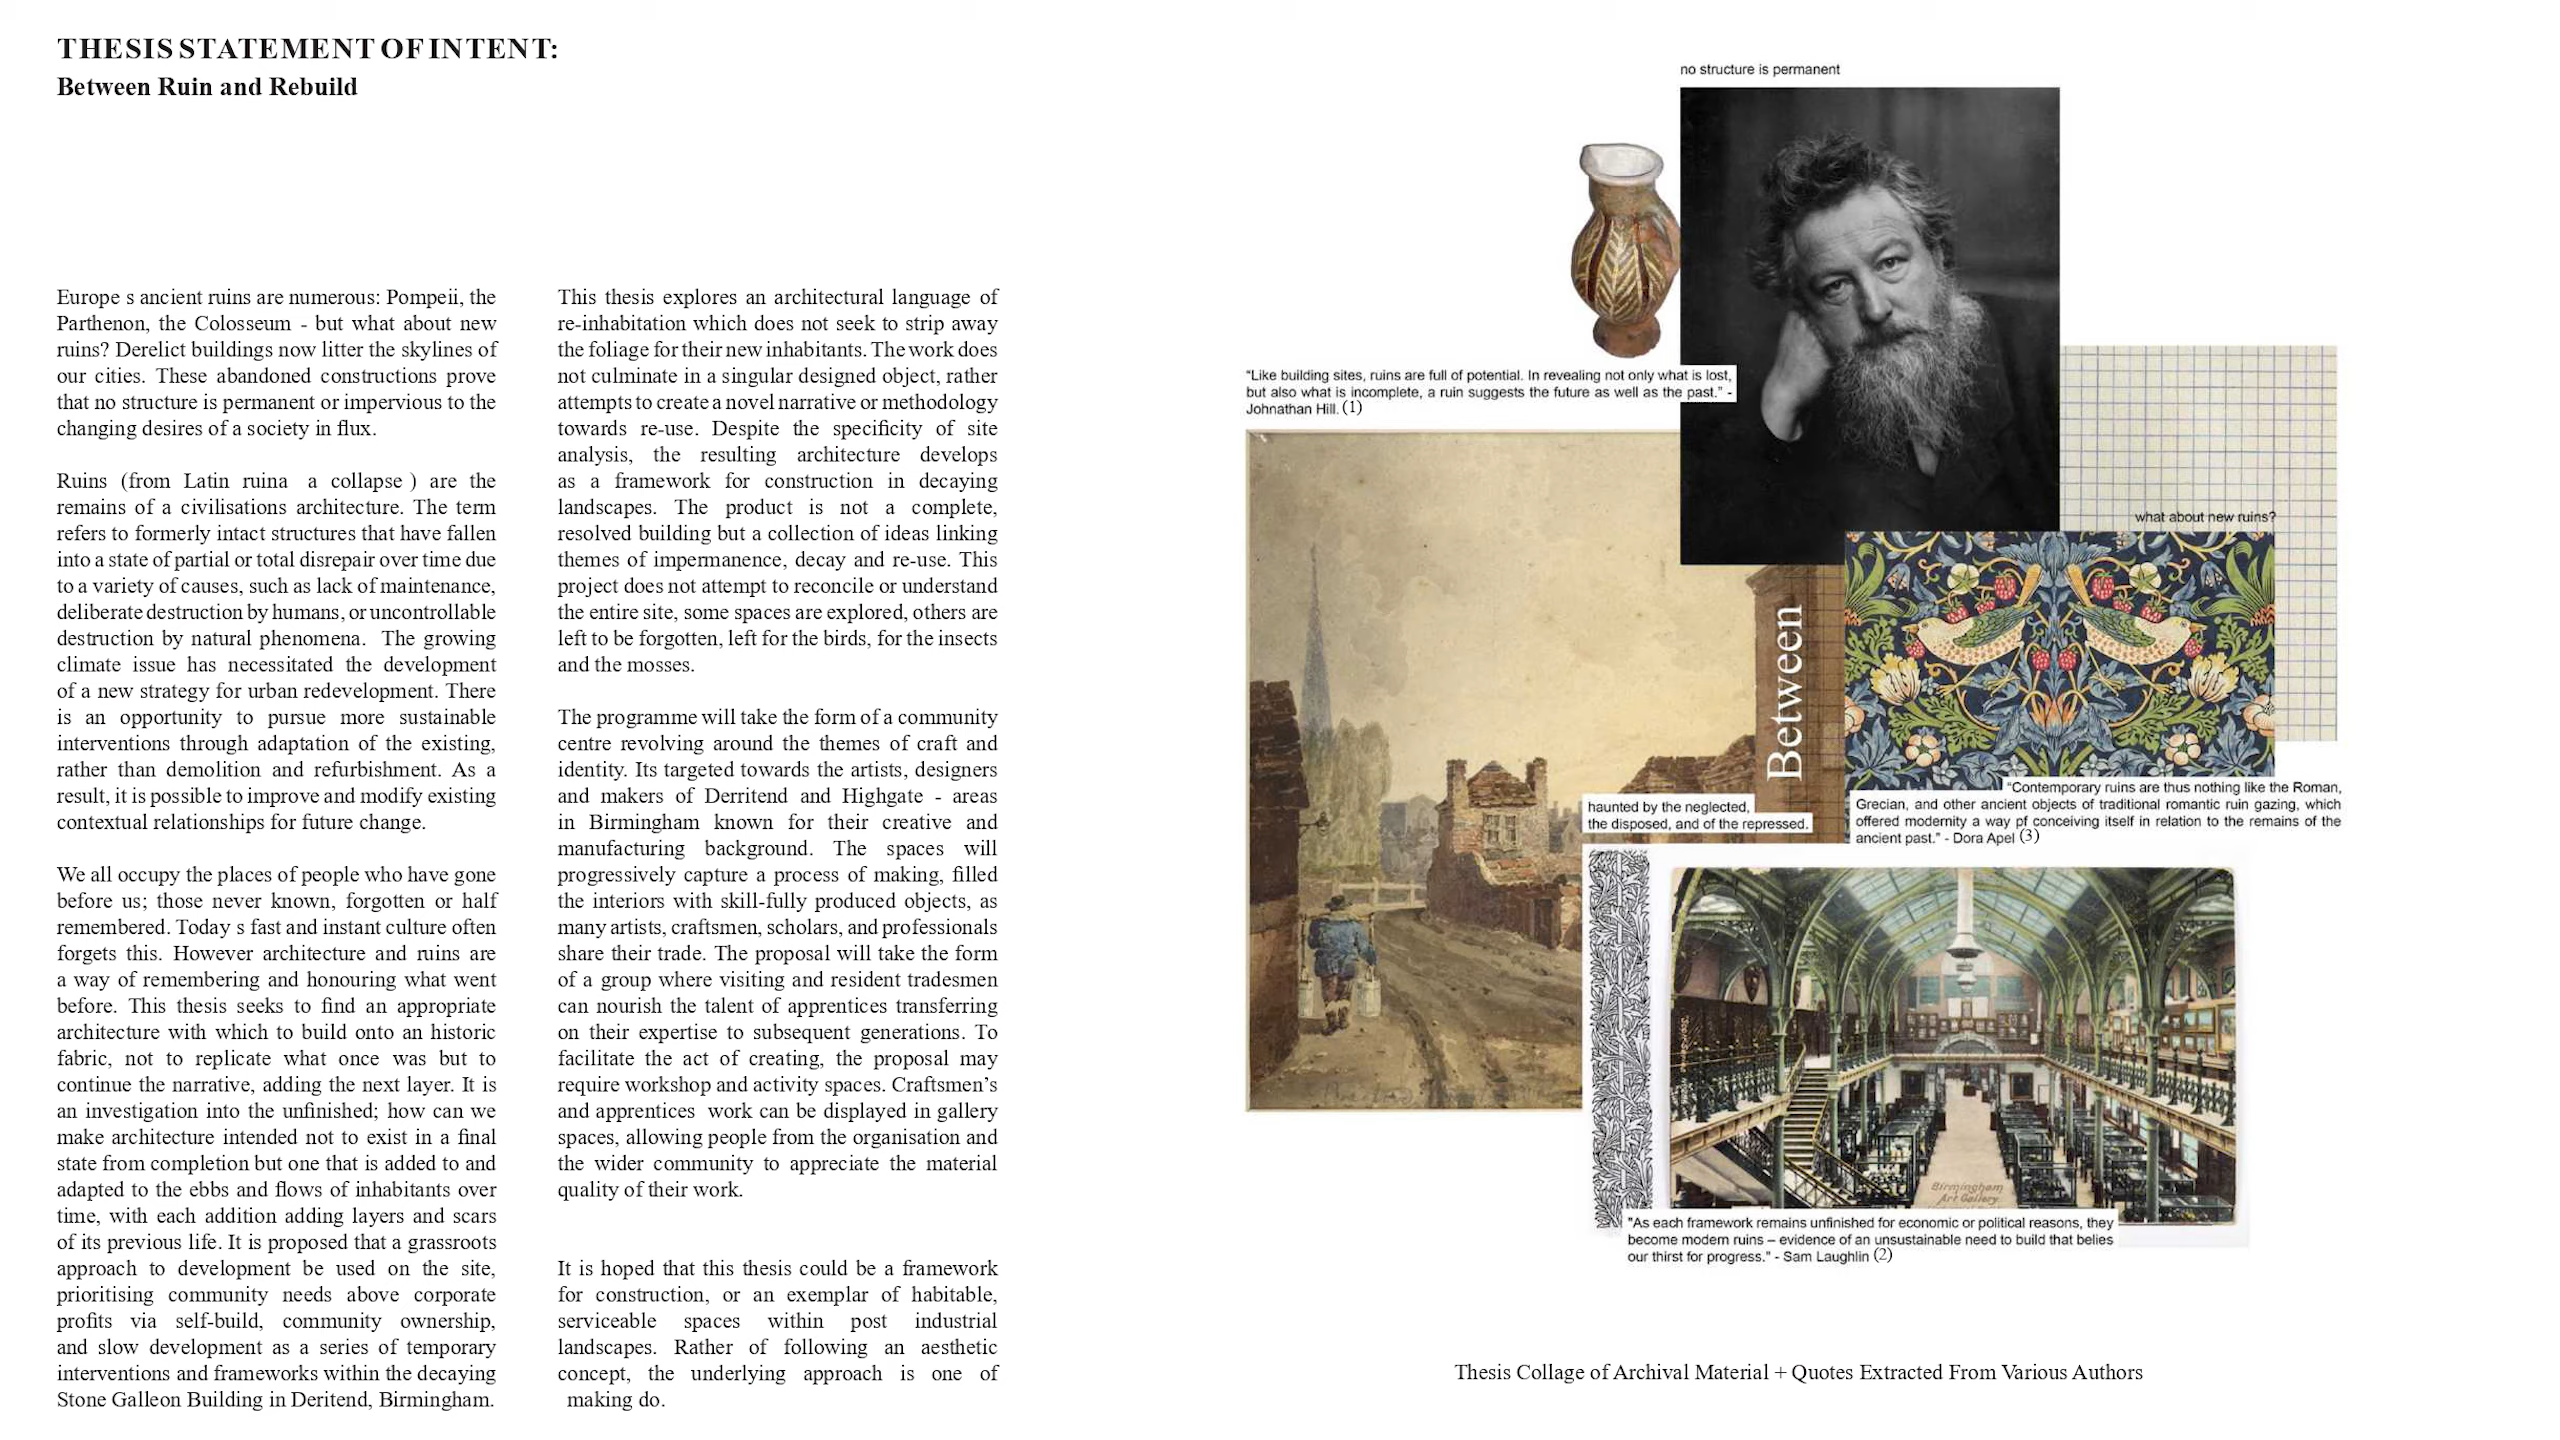 THESIS STATEMENT OF INTENT:
Between Ruin and Rebuild
Europe s ancient ruins are numerous: Pompeii, the
Parthenon, the Colosseum - but what about new
ruins? Derelict buildings now litter the skylines of
our cities. These abandoned constructions prove
that no structure is permanent or impervious to the
changing desires of a society in flux.
Ruins (from Latin ruina a collapse ) are the
remains of a civilisations architecture. The term
refers to formerly intact structures that have fallen
into a state of partial or total disrepair over time due
to a variety of causes, such as lack of maintenance,
deliberate destruction by humans, or uncontrollable
destruction by natural phenomena. The growing
climate issue has necessitated the development
of a new strategy for urban redevelopment. There
is an opportunity to pursue more sustainable
interventions through adaptation of the existing,
rather than demolition and refurbishment. As a
result, it is possible to improve and modify existing
contextual relationships for future change.
We all occupy the places of people who have gone
before us; those never known, forgotten or half
remembered. Today s fast and instant culture often
forgets this. However architecture and ruins are
a way of remembering and honouring what went
before. This thesis seeks to find an appropriate
architecture with which to build onto an historic
fabric, not to replicate what once was but to
continue the narrative, adding the next layer. It is
an investigation into the unfinished; how can we
make architecture intended not to exist in a final
state from completion but one that is added to and
adapted to the ebbs and flows of inhabitants over
time, with each addition adding layers and scars
of its previous life. It is proposed that a grassroots
approach to development be used on the site,
prioritising community needs above corporate
profits via self-build, community ownership,
and slow development as a series of temporary
interventions and frameworks within the decaying
Stone Galleon Building in Deritend, Birmingham.
This thesis explores an architectural language of
re-inhabitation which does not seek to strip away
the foliage for their new inhabitants. The work does
not culminate in a singular designed object, rather
attempts to create a novel narrative or methodology
towards re-use. Despite the specificity of site
analysis, the resulting architecture develops
as a framework for construction in decaying
landscapes. The product is not a complete,
resolved building but a collection of ideas linking
themes of impermanence, decay and re-use. This
project does not attempt to reconcile or understand
the entire site, some spaces are explored, others are
left to be forgotten, left for the birds, for the insects
and the mosses.
The programme will take the form of a community
centre revolving around the themes of craft and
identity. Its targeted towards the artists, designers
and makers of Derritend and Highgate - areas
in Birmingham known for their creative and
manufacturing background. The spaces will
progressively capture a process of making, filled
the interiors with skill-fully produced objects, as
many artists, craftsmen, scholars, and professionals
share their trade. The proposal will take the form
of a group where visiting and resident tradesmen
can nourish the talent of apprentices transferring
on their expertise to subsequent generations. To
facilitate the act of creating, the proposal may
require workshop and activity spaces. Craftsmen’s
and apprentices work can be displayed in gallery
spaces, allowing people from the organisation and
the wider community to appreciate the material
quality of their work.
It is hoped that this thesis could be a framework
for construction, or an exemplar of habitable,
serviceable spaces within post industrial
landscapes. Rather of following an aesthetic
concept, the underlying approach is one of
making do.
no structure is permanent
"Like building sites, ruins are full of potential. In revealing not only what is lost,
but also what is incomplete, a ruin suggests the future as well as the past." -
Johnathan Hill. (1)
what about new ruins?
Between
haunted by the neglected,
the disposed, and of the repressed.
"Contemporary ruins are thus nothing like the Roman,
Grecian, and other ancient objects of traditional romantic ruin gazing, which
offered modernity a way pf conceiving itself in relation to the remains of the
ancient past." - Dora Apel (3)
Birmingham
Art Gallery.
"As each framework remains unfinished for economic or political reasons, they
become modern ruins – evidence of an unsustainable need to build that belies
our thirst for progress." - Sam Laughlin (2)
Thesis Collage of Archival Material + Quotes Extracted From Various Authors